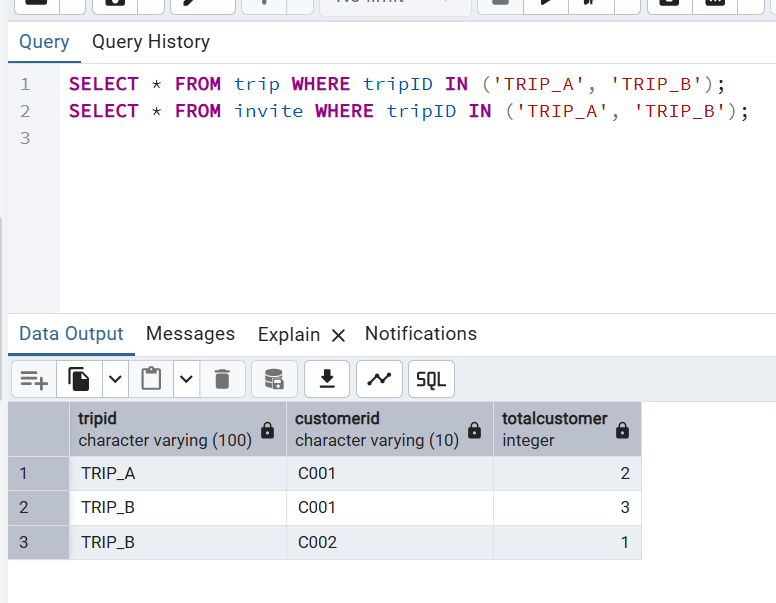 No limit
Query Query History
1 SELECT * FROM trip WHERE tripID IN ('TRIP_A', 'TRIP_B');
2 SELECT * FROM invite WHERE tripID IN ('TRIP_A', 'TRIP_B');
3
Data Output Messages Explain Notifications
SQL
tripid customerid totalcustomer
character varying (100) character varying (10) integer
1 TRIP_A C001 2
2 TRIP_B C001 3
3 TRIP_B C002 1